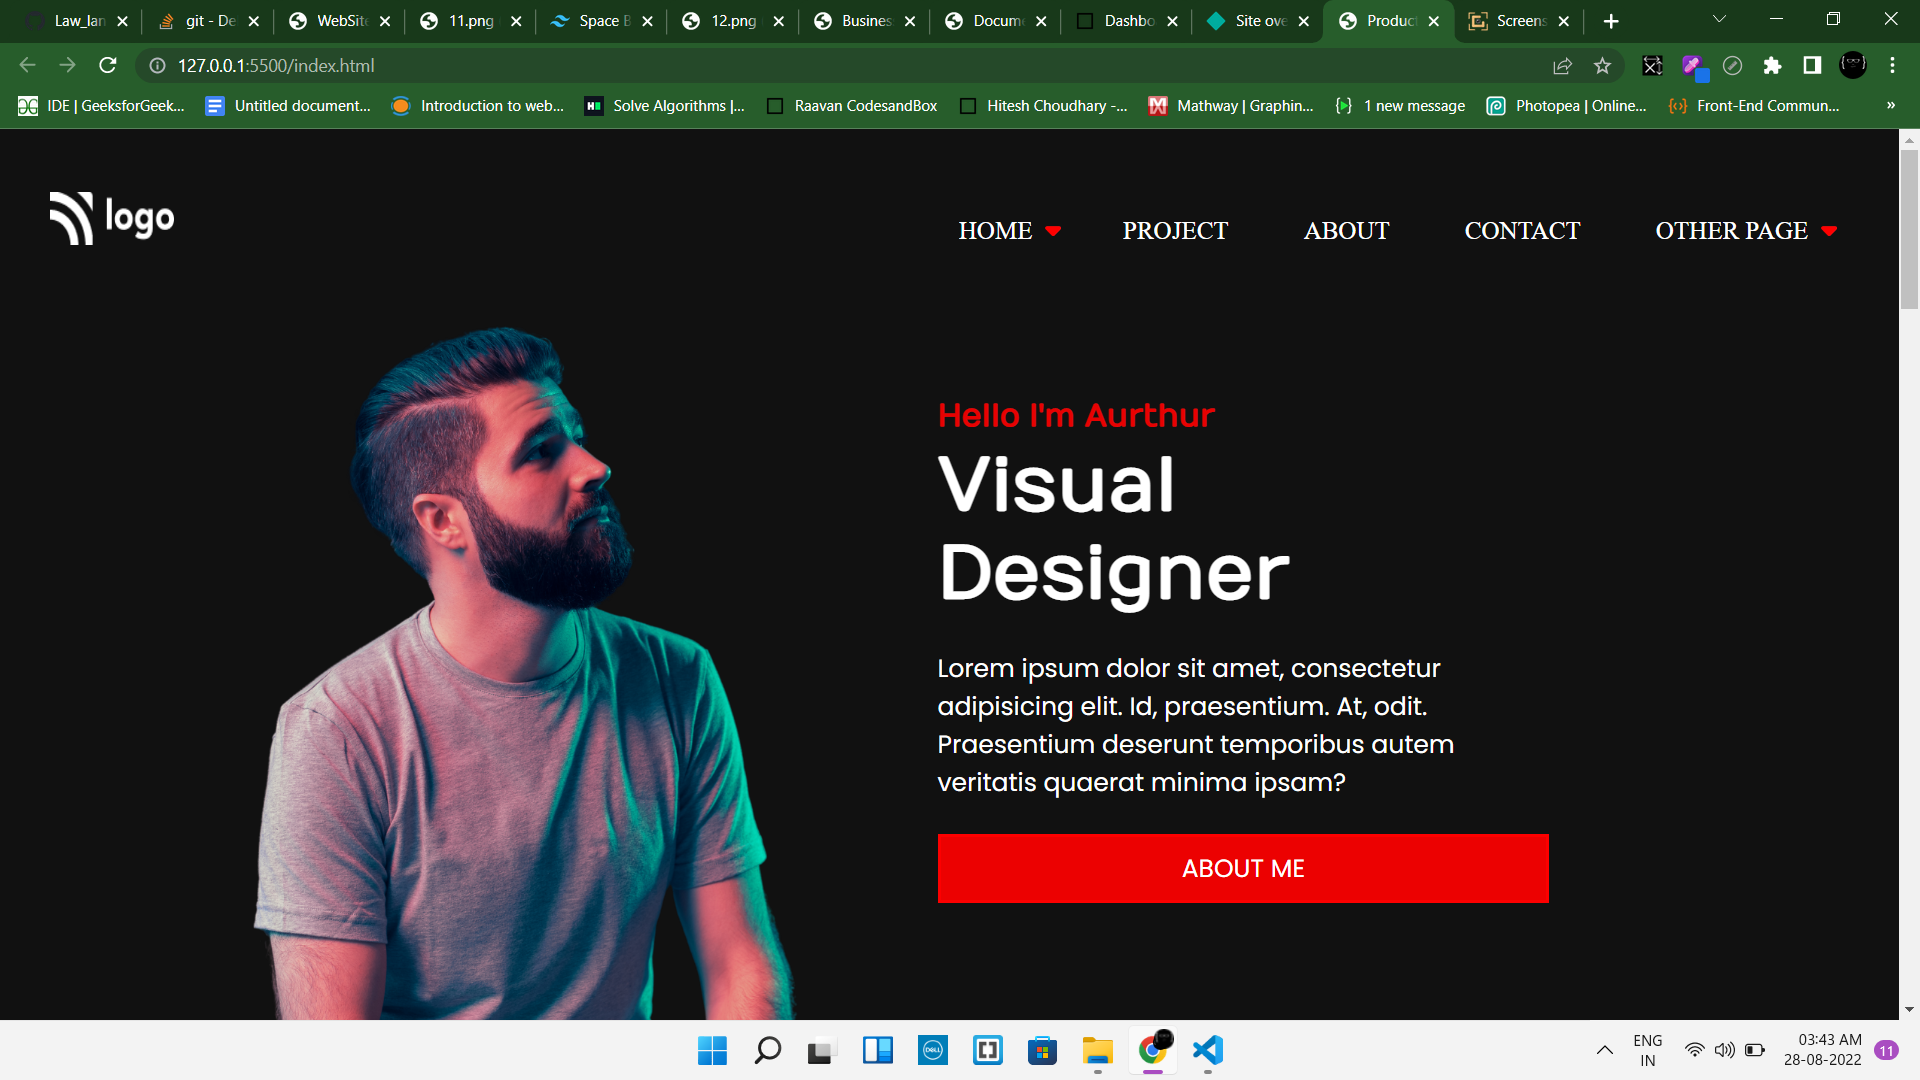 Law_lan
git - De
WebSite
11.png
Space B
12.png
Busines
Docume
Dashbo
Site ove
Product
Screens
127.0.0.1:5500/index.html
IDE | GeeksforGeek...
Untitled document...
Introduction to web...
Solve Algorithms |...
Raavan CodesandBox
Hitesh Choudhary -...
Mathway | Graphin...
1 new message
Photopea | Online...
Front-End Commun...
»
logo
HOME
PROJECT
ABOUT
CONTACT
OTHER PAGE
Hello I'm Aurthur
Visual
Designer
Lorem ipsum dolor sit amet, consectetur
adipisicing elit. Id, praesentium. At, odit.
Praesentium deserunt temporibus autem
veritatis quaerat minima ipsam?
ABOUT ME
DELL
ENG
IN
03:43 AM
28-08-2022
11